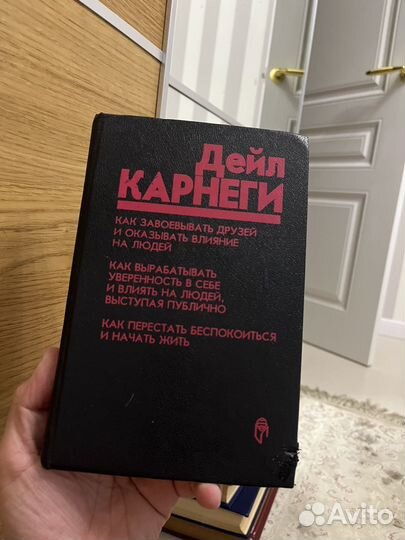 Дейл
КАРНЕГИ
КАК ЗАВОЕВЫВАТЬ ДРУЗЕЙ
И ОКАЗЫВАТЬ ВЛИЯНИЕ
НА ЛЮДЕЙ
КАК ВЫРАБАТЫВАТЬ
УВЕРЕННОСТЬ В СЕБЕ
И ВЛИЯТЬ НА ЛЮДЕЙ,
ВЫСТУПАЯ ПУБЛИЧНО
КАК ПЕРЕСТАТЬ БЕСПОКОИТЬСЯ
И НАЧАТЬ ЖИТЬ
Avito